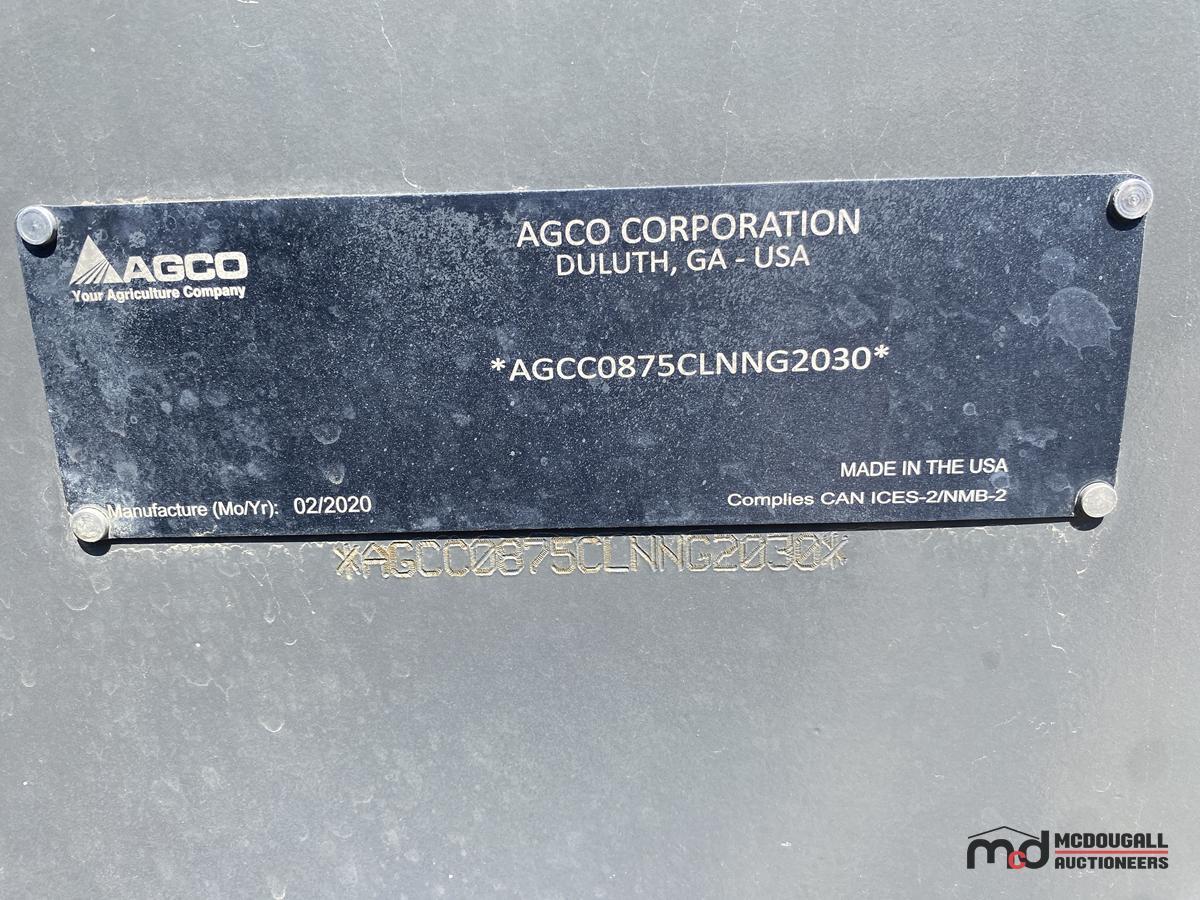 AGCO
Your Agriculture Company
AGCO CORPORATION
DULUTH, GA - USA
*AGCC0875CLNNG2030*
MADE IN THE USA
Manufacture (Mo/Yr): 02/2020
Complies CAN ICES-2/NMB-2
*AGCC0875CLNNG2030*
mcd MCDOUGALL
AUCTIONEERS